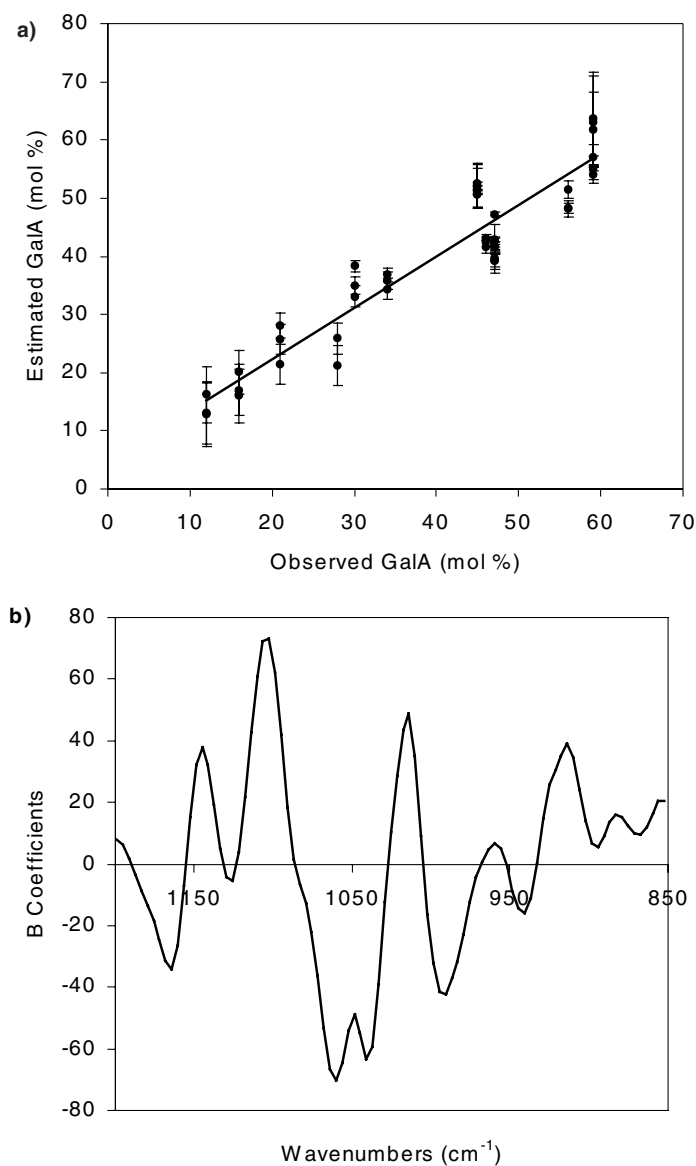 a)
80
70
60
50
40
30
20
10
0
Estimated GalA (mol %)
0 10 20 30 40 50 60 70
Observed GalA (mol %)
b)
80
60
40
20
0
-20
-40
-60
-80
B Coefficients
1150 1050 950 850
Wavenumbers (cm-1)